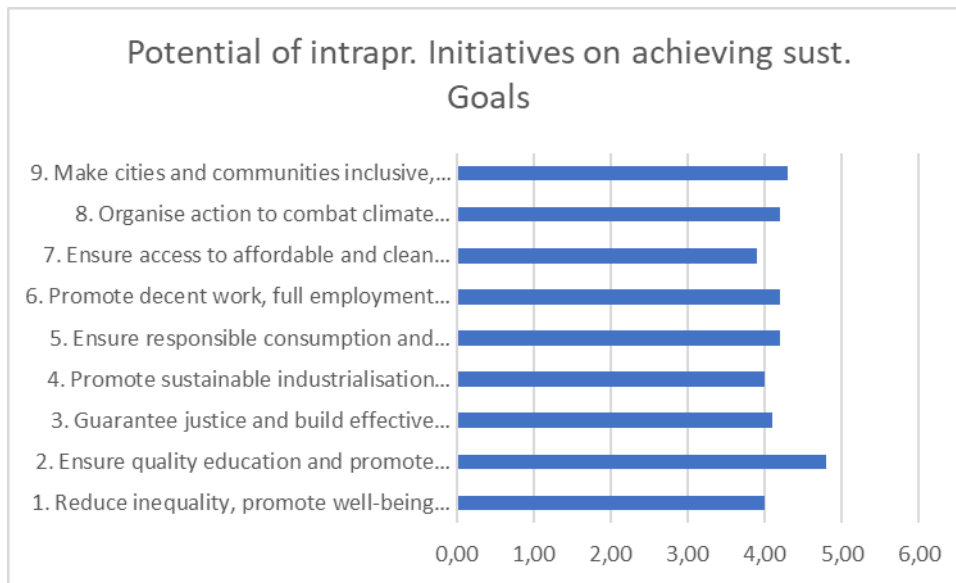 Potential of intrapr. Initiatives on achieving sust.
Goals
9. Make cities and communities inclusive,...
8. Organise action to combat climate...
7. Ensure access to affordable and clean...
6. Promote decent work, full employment...
5. Ensure responsible consumption and...
4. Promote sustainable industrialisation...
3. Guarantee justice and build effective...
2. Ensure quality education and promote...
1. Reduce inequality, promote well-being...
0,00 1,00 2,00 3,00 4,00 5,00 6,00